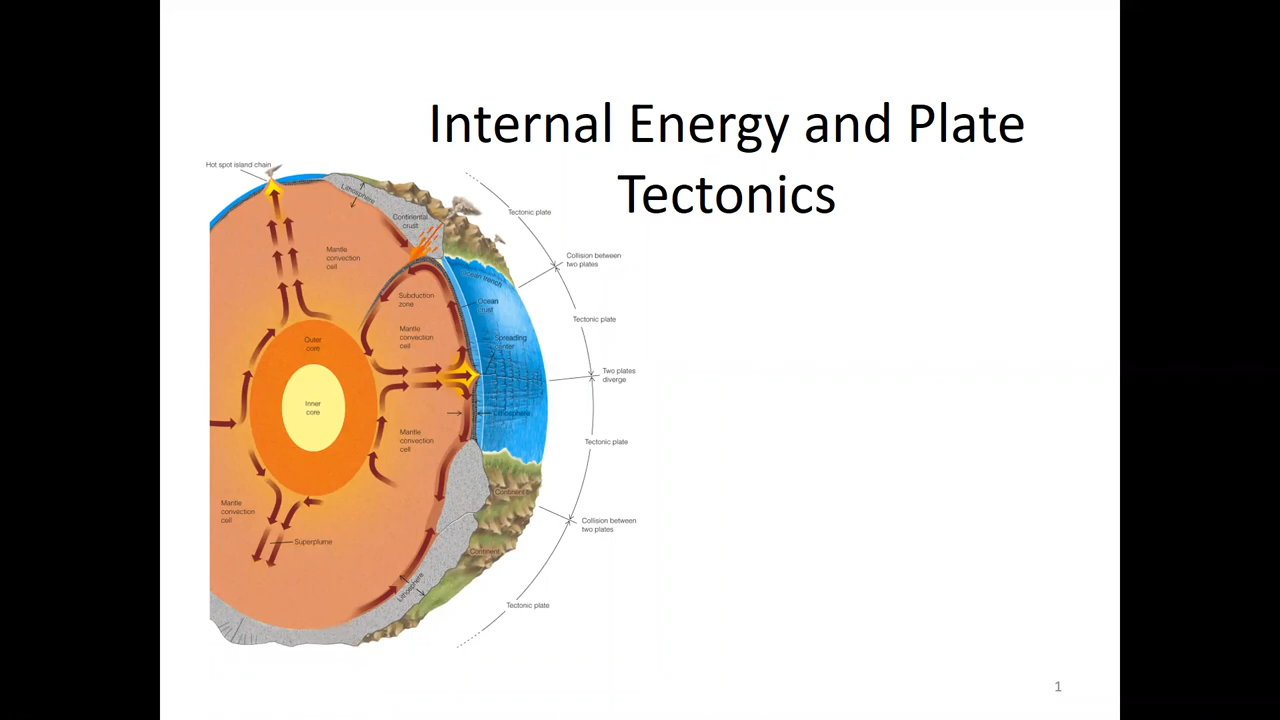 Internal Energy and Plate
Tectonics
Hot spot island chain
Lithosphere
Continental
crust
Tectonic plate
Collision between
two plates
Mantle
convection
cell
Ocean trench
Subduction
zone
Ocean
crust
Tectonic plate
Mantle
convection
cell
Spreading
center
Outer
core
Two plates
diverge
Inner
core
Lithosphere
Mantle
convection
cell
Tectonic plate
Continent
Mantle
convection
cell
Collision between
two plates
Superplume
Continent
Lithosphere
Tectonic plate
1